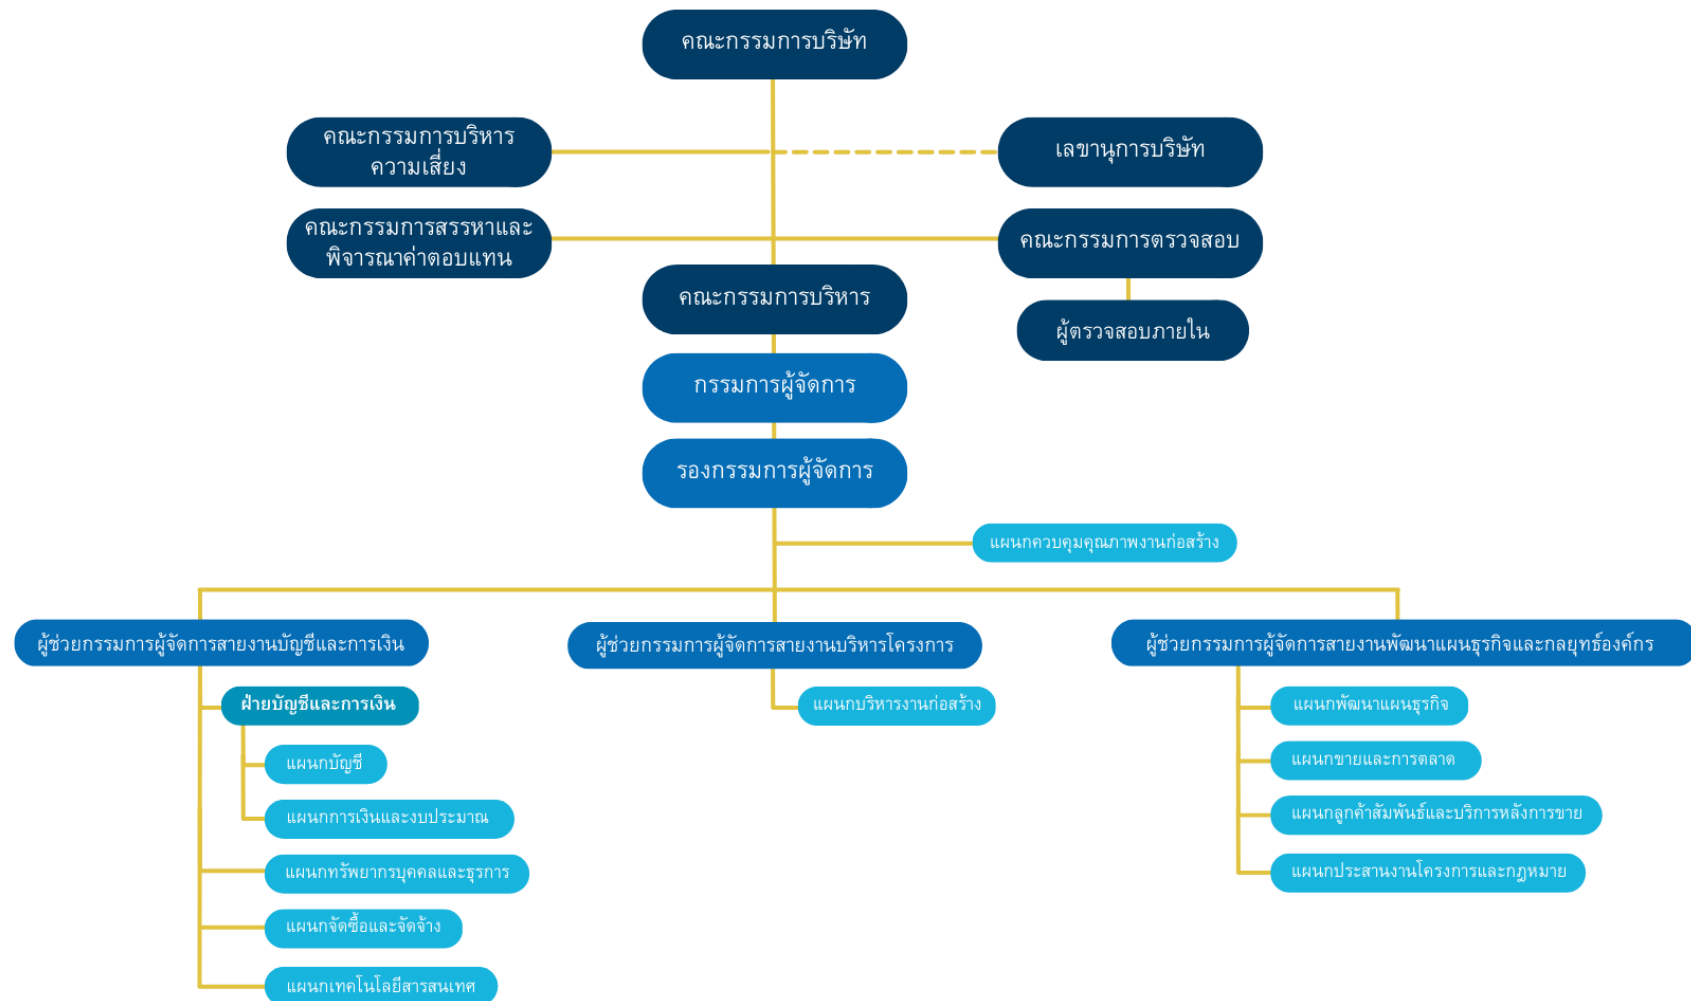 คณะกรรมการบริษัท
คณะกรรมการบริหาร
ความเสี่ยง
เลขานุการบริษัท
คณะกรรมการสรรหาและ
พิจารณาค่าตอบแทน
คณะกรรมการตรวจสอบ
คณะกรรมการบริหาร
ผู้ตรวจสอบภายใน
กรรมการผู้จัดการ
รองกรรมการผู้จัดการ
แผนกควบคุมคุณภาพงานก่อสร้าง
ผู้ช่วยกรรมการผู้จัดการสายงานบัญชีและการเงิน
ผู้ช่วยกรรมการผู้จัดการสายงานบริหารโครงการ
ผู้ช่วยกรรมการผู้จัดการสายงานพัฒนาแผนธุรกิจและกลยุทธ์องค์กร
ฝ่ายบัญชีและการเงิน
แผนกบัญชี
แผนกการเงินและงบประมาณ
แผนกทรัพยากรบุคคลและธุรการ
แผนกจัดซื้อและจัดจ้าง
แผนกเทคโนโลยีสารสนเทศ
แผนกบริหารงานก่อสร้าง
แผนกพัฒนาแผนธุรกิจ
แผนกขายและการตลาด
แผนกลูกค้าสัมพันธ์และบริการหลังการขาย
แผนกประสานงานโครงการและกฎหมาย